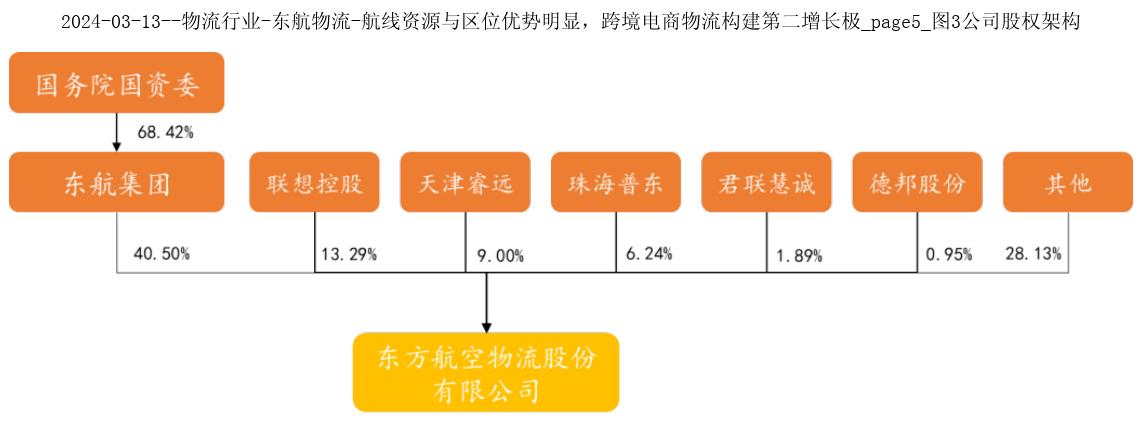 2024-03-13--物流行业-东航物流-航线资源与区位优势明显，跨境电商物流构建第二增长极_page5_图3公司股权架构
国务院国资委
68.42%
东航集团
联想控股
天津睿远
珠海普东
君联慧诚
德邦股份
其他
40.50%
13.29%
9.00%
6.24%
1.89%
0.95%
28.13%
东方航空物流股份
有限公司